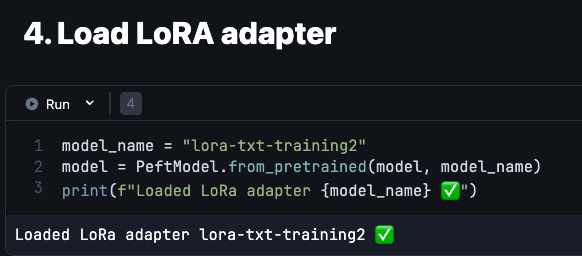 4. Load LoRA adapter
Run 4
1 model_name = "lora-txt-training2"
2 model = PeftModel.from_pretrained(model, model_name)
3 print(f"Loaded LoRa adapter {model_name} ✅")
Loaded LoRa adapter lora-txt-training2 ✅